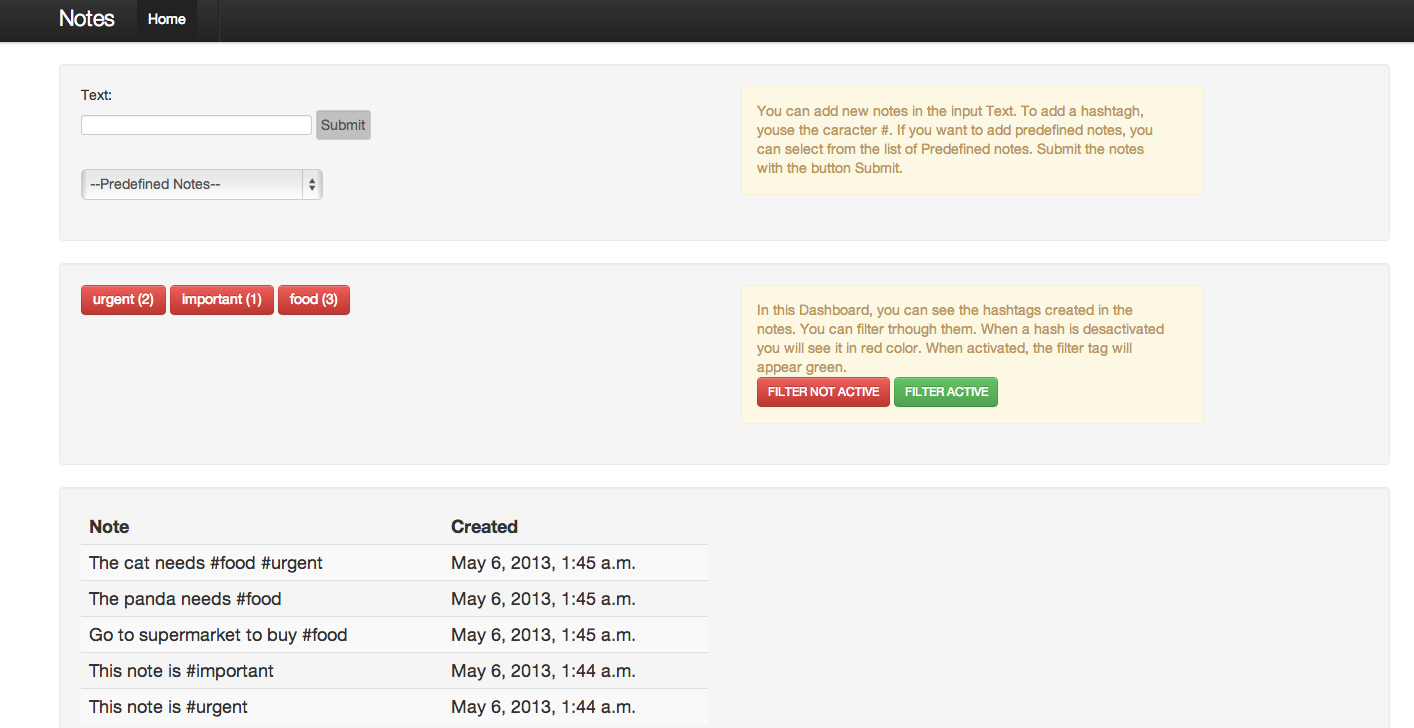 Notes Home
Text:
Submit
--Predefined Notes--
You can add new notes in the input Text. To add a hashtagh,
youse the caracter #. If you want to add predefined notes, you
can select from the list of Predefined notes. Submit the notes
with the button Submit.
urgent (2) important (1) food (3)
In this Dashboard, you can see the hashtags created in the
notes. You can filter trhough them. When a hash is desactivated
you will see it in red color. When activated, the filter tag will
appear green.
FILTER NOT ACTIVE FILTER ACTIVE
Note Created
The cat needs #food #urgent May 6, 2013, 1:45 a.m.
The panda needs #food May 6, 2013, 1:45 a.m.
Go to supermarket to buy #food May 6, 2013, 1:45 a.m.
This note is #important May 6, 2013, 1:44 a.m.
This note is #urgent May 6, 2013, 1:44 a.m.